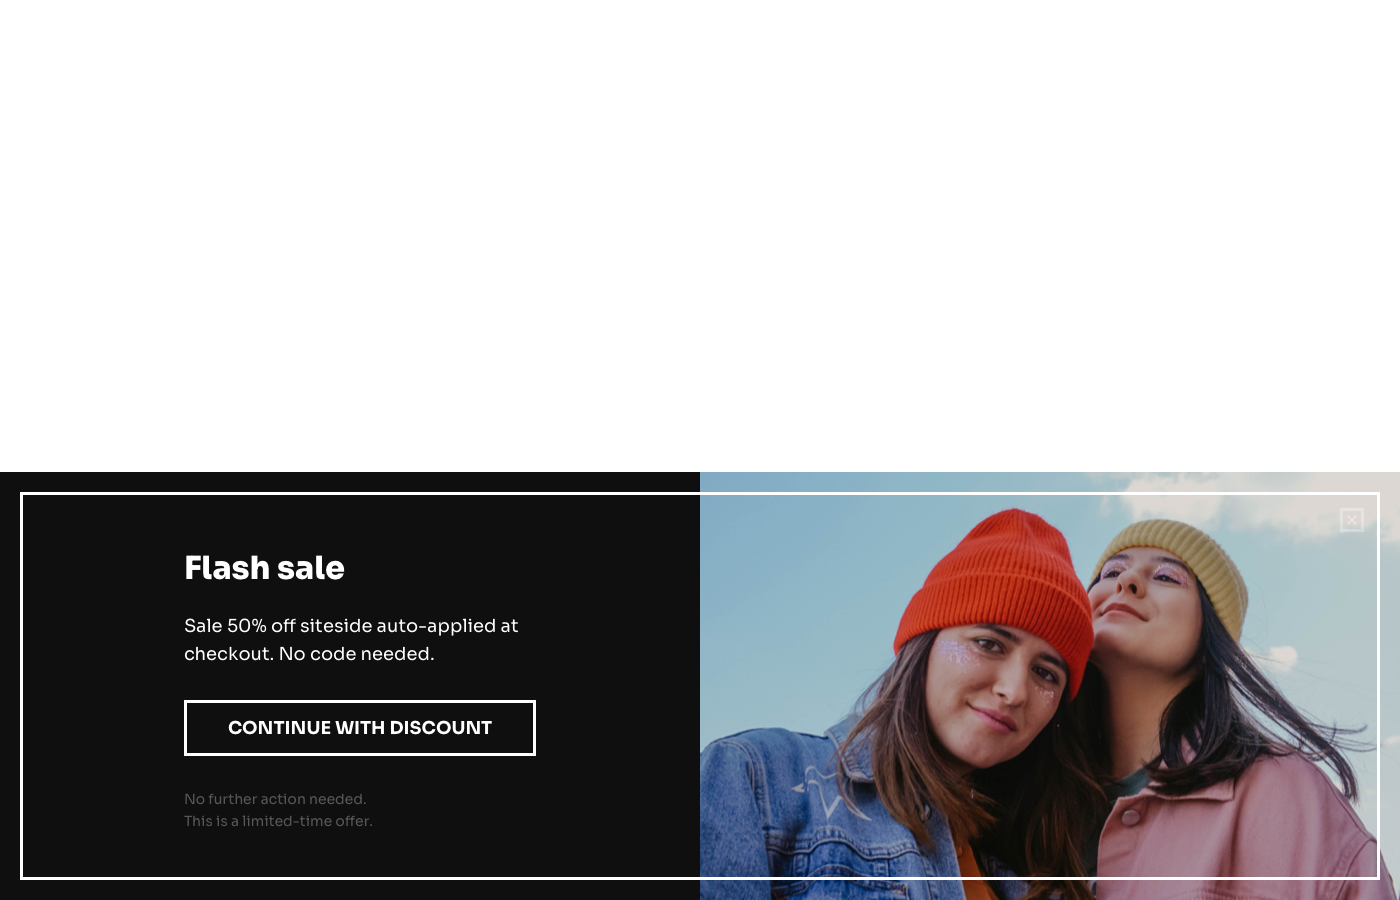 Flash sale
Sale 50% off siteside auto-applied at
checkout. No code needed.
CONTINUE WITH DISCOUNT
No further action needed.
This is a limited-time offer.